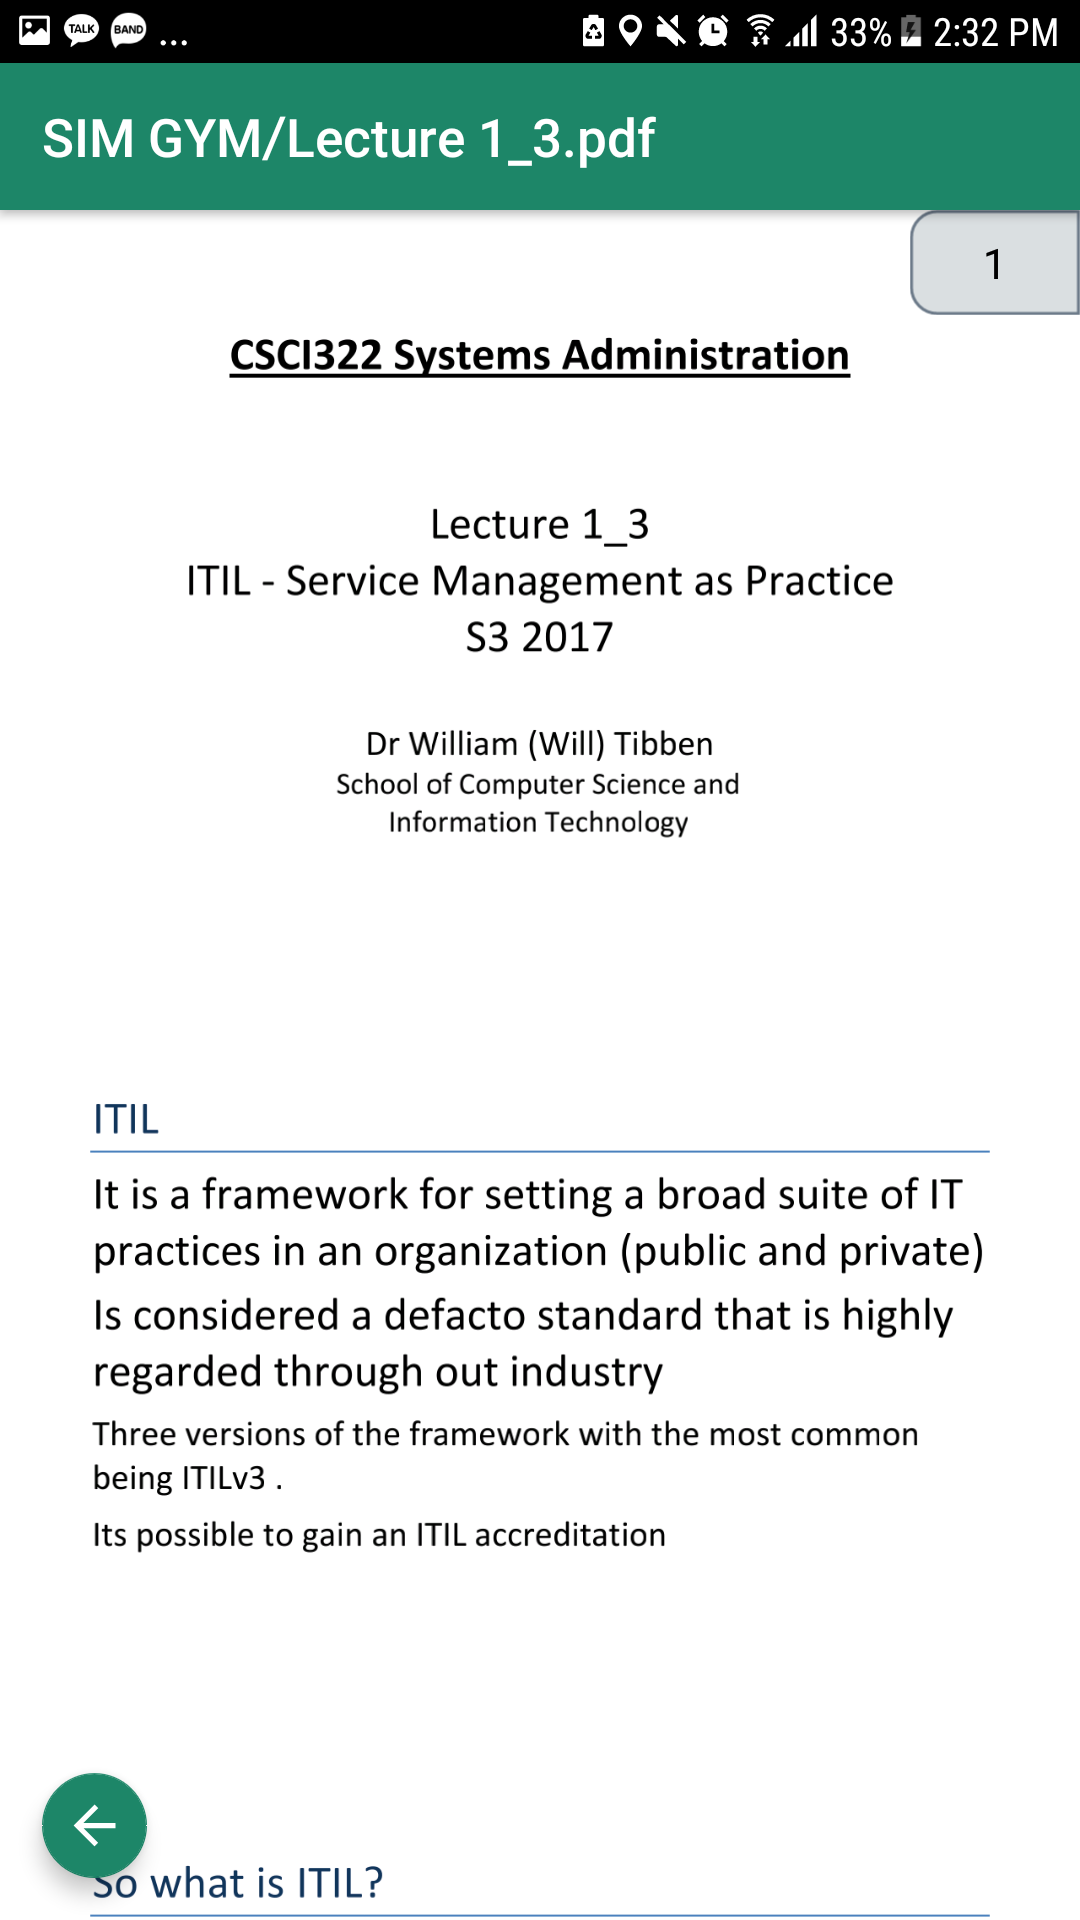 TALK BAND ... 33% 2:32 PM
SIM GYM/Lecture 1_3.pdf
1
CSCI322 Systems Administration
Lecture 1_3
ITIL - Service Management as Practice
S3 2017
Dr William (Will) Tibben
School of Computer Science and
Information Technology
ITIL
It is a framework for setting a broad suite of IT
practices in an organization (public and private)
Is considered a defacto standard that is highly
regarded through out industry
Three versions of the framework with the most common
being ITILv3 .
Its possible to gain an ITIL accreditation
So what is ITIL?